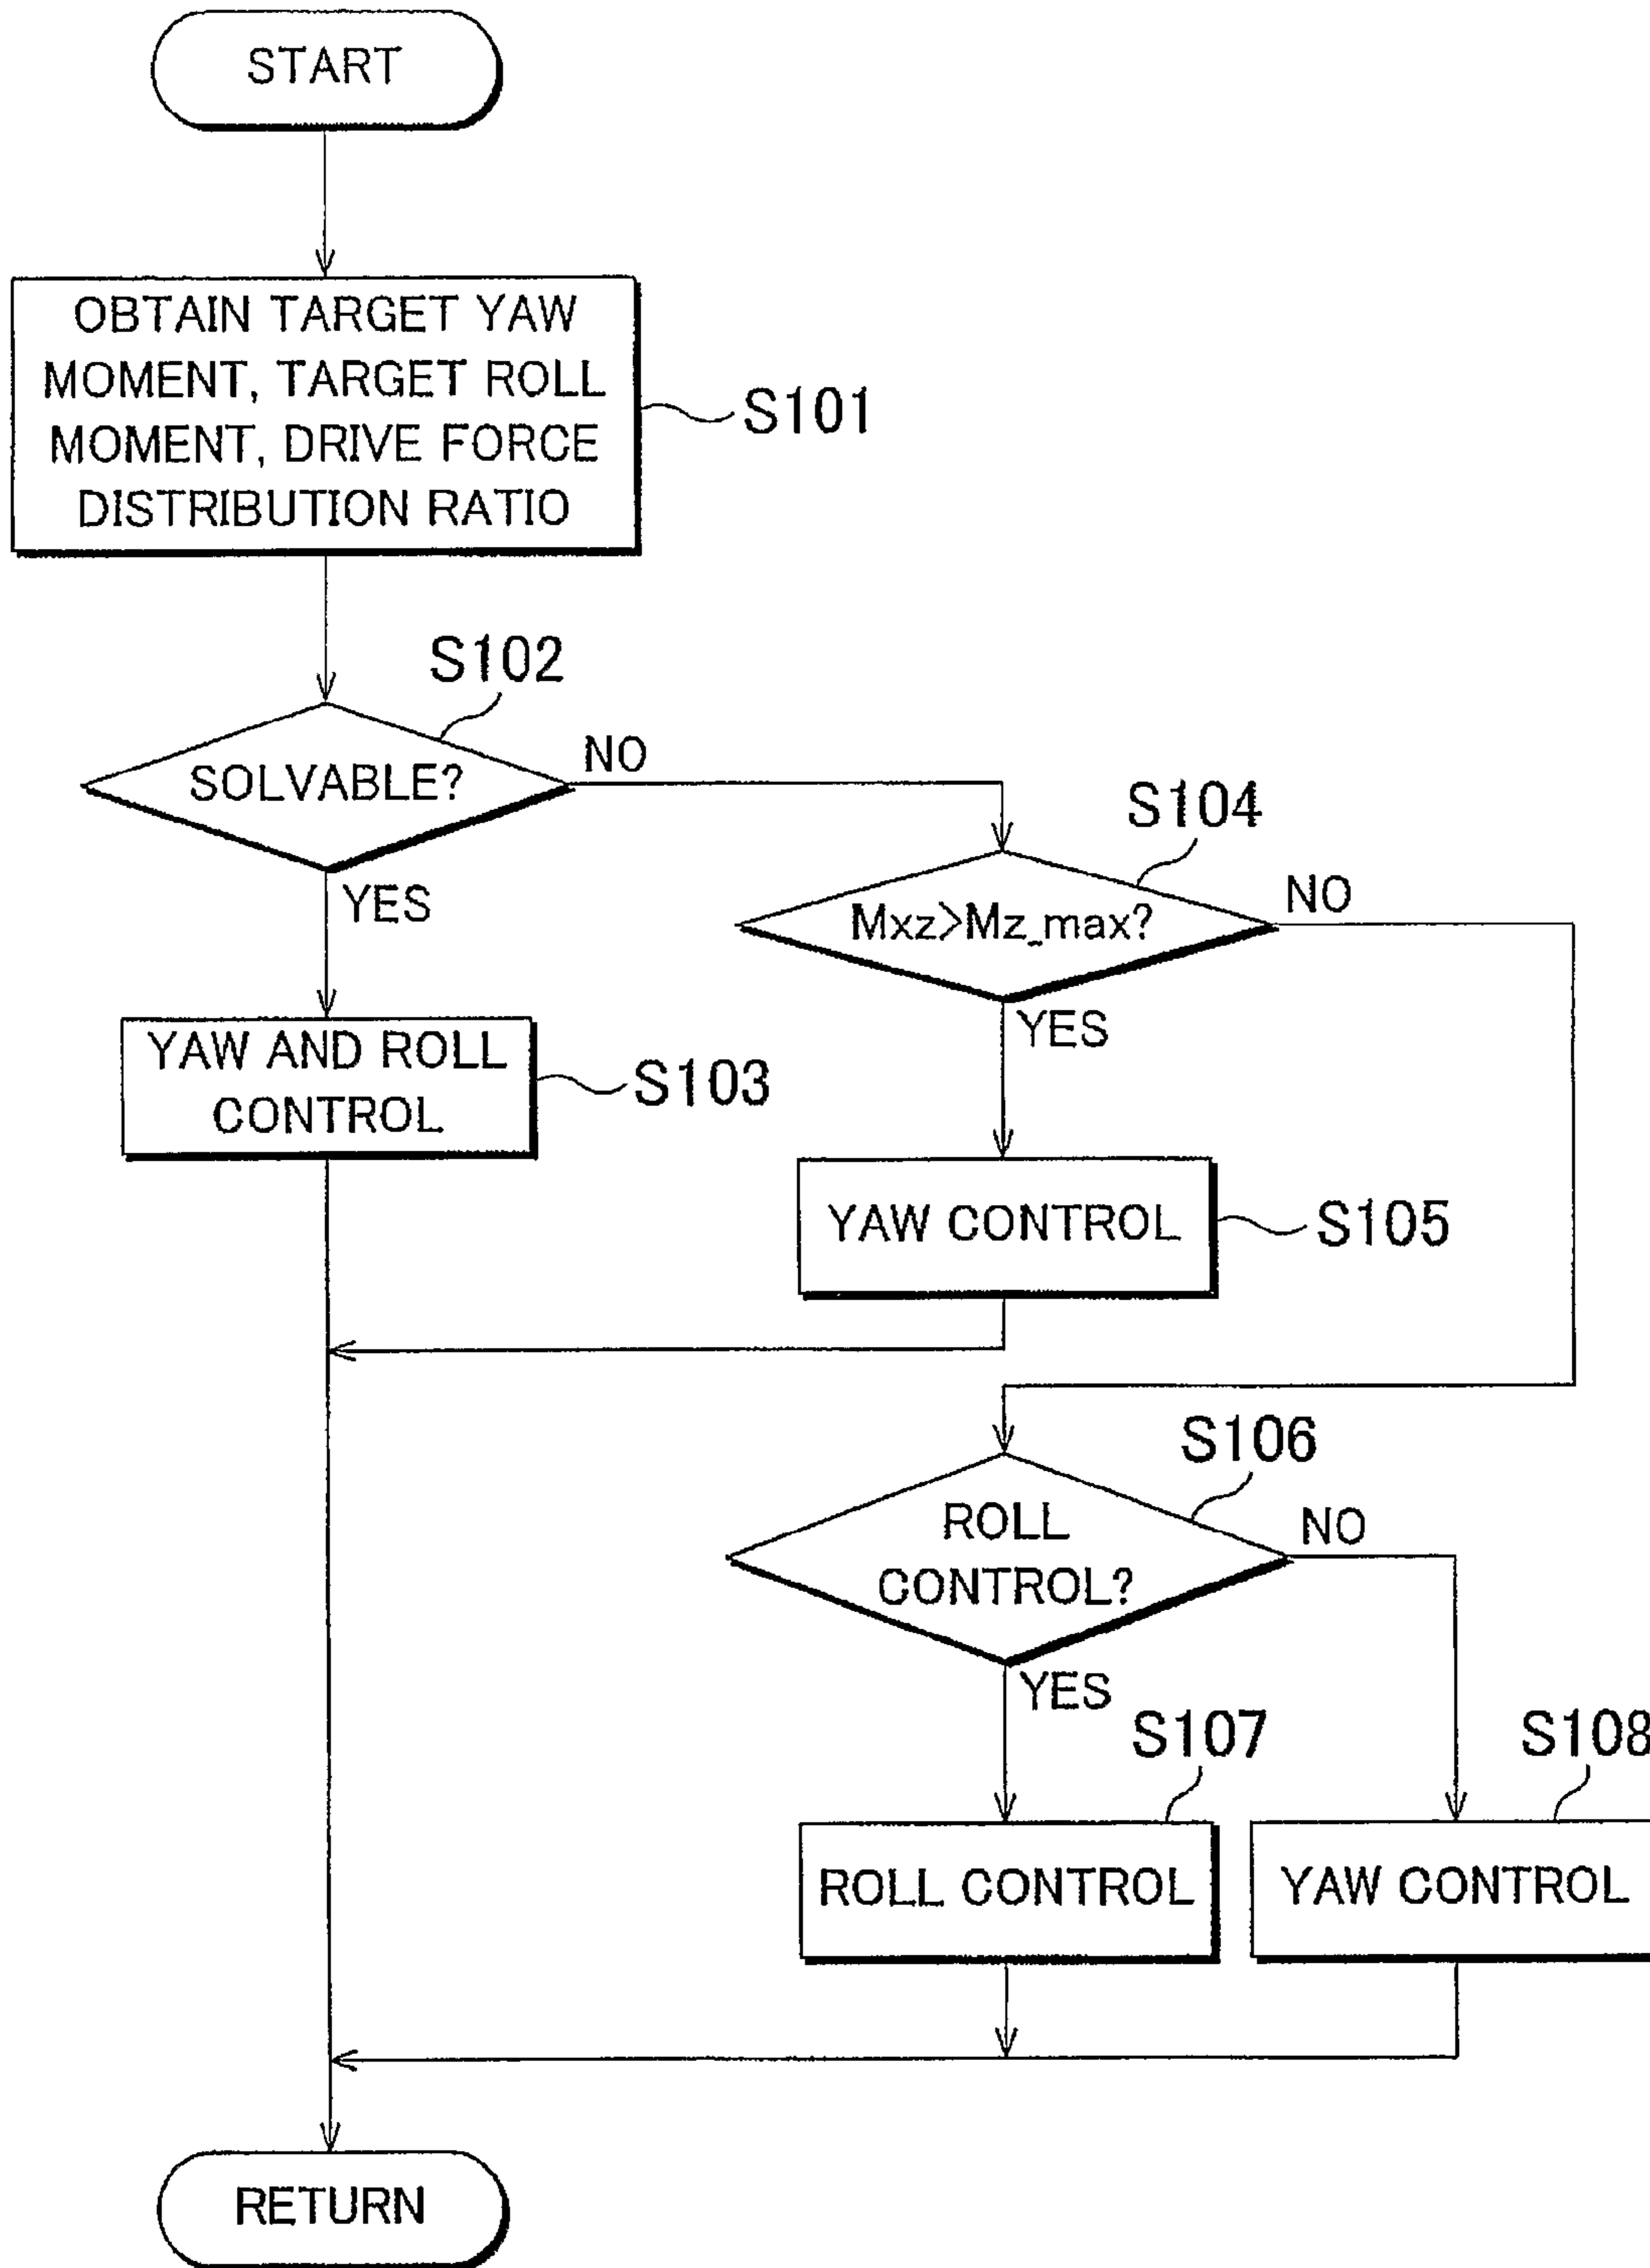 START
OBTAIN TARGET YAW
MOMENT, TARGET ROLL
MOMENT, DRIVE FORCE
DISTRIBUTION RATIO
S101
S102
SOLVABLE?
NO
YES
S104
Mxz>Mz_max?
NO
YES
YAW AND ROLL
CONTROL
S103
YAW CONTROL
S105
S106
ROLL
CONTROL?
NO
YES
S107
S108
ROLL CONTROL
YAW CONTROL
RETURN